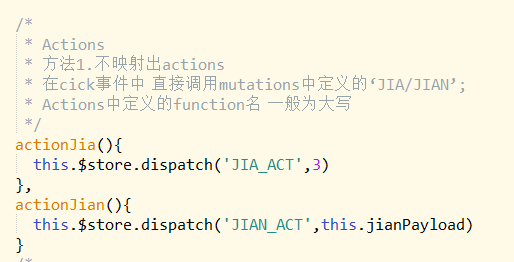 /*
* Actions
* 方法1.不映射出actions
* 在cick事件中 直接调用mutations中定义的‘JIA/JIAN’;
* Actions中定义的function名 一般为大写
*/
actionJia(){
this.$store.dispatch('JIA_ACT',3)
},
actionJian(){
this.$store.dispatch('JIAN_ACT',this.jianPayload)
}
/*